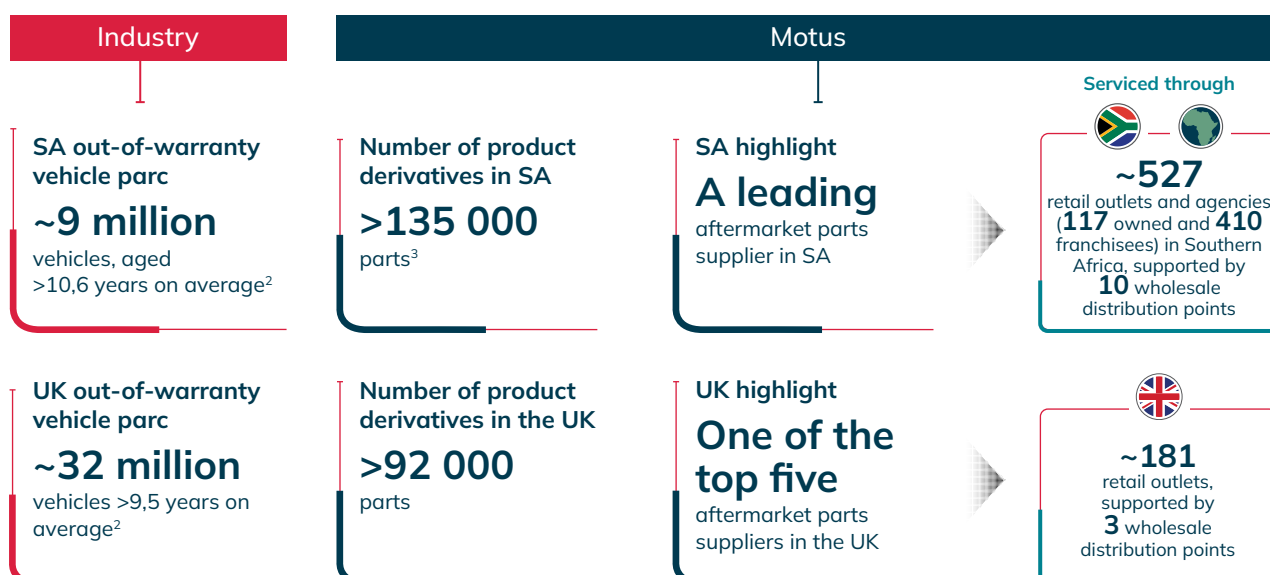 Industry
Motus
SA out-of-warranty
vehicle parc
~9 million
vehicles, aged
>10,6 years on average2
Number of product
derivatives in SA
>135 000
parts3
SA highlight
A leading
aftermarket parts
supplier in SA
Serviced through
~527
retail outlets and agencies
(117 owned and 410
franchisees) in Southern
Africa, supported by
10 wholesale
distribution points
UK out-of-warranty
vehicle parc
~32 million
vehicles >9,5 years on
average2
Number of product
derivatives in the UK
>92 000
parts
UK highlight
One of the
top five
aftermarket parts
suppliers in the UK
~181
retail outlets,
supported by
3 wholesale
distribution points